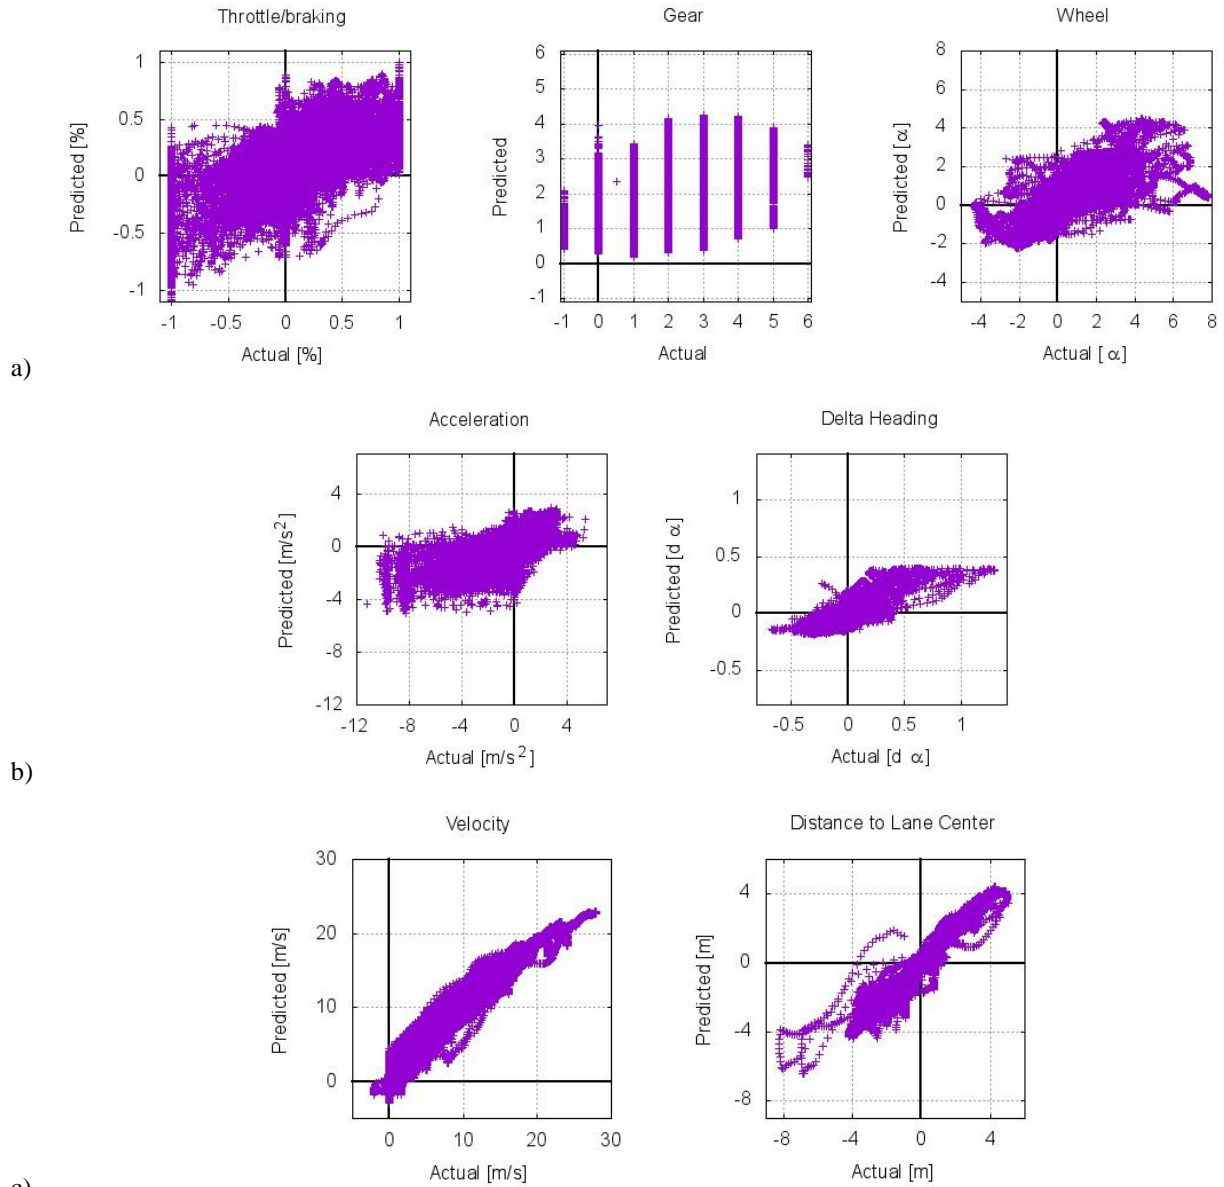 Throttle/braking Gear Wheel
1 0.5 0 -0.5 -1
Predicted [%]
-1 -0.5 0 0.5 1
Actual [%]
6 5 4 3 2 1 0 -1
Predicted
-1 0 1 2 3 4 5 6
Actual
8 4 0 -2 -4
Predicted [α]
-4 -2 0 2 4 6 8
Actual [ α]
a)
Acceleration Delta Heading
4 0 -4 -8 -12
Predicted [m/s²]
-12 -8 -4 0 4
Actual [m/s²]
1 0.5 0 -0.5
Predicted [d α]
-0.5 0 0.5 1
Actual [d α]
b)
Velocity Distance to Lane Center
30 20 10 0
Predicted [m/s]
0 10 20 30
Actual [m/s]
4 0 -4 -8
Predicted [m]
-8 -4 0 4
Actual [m]